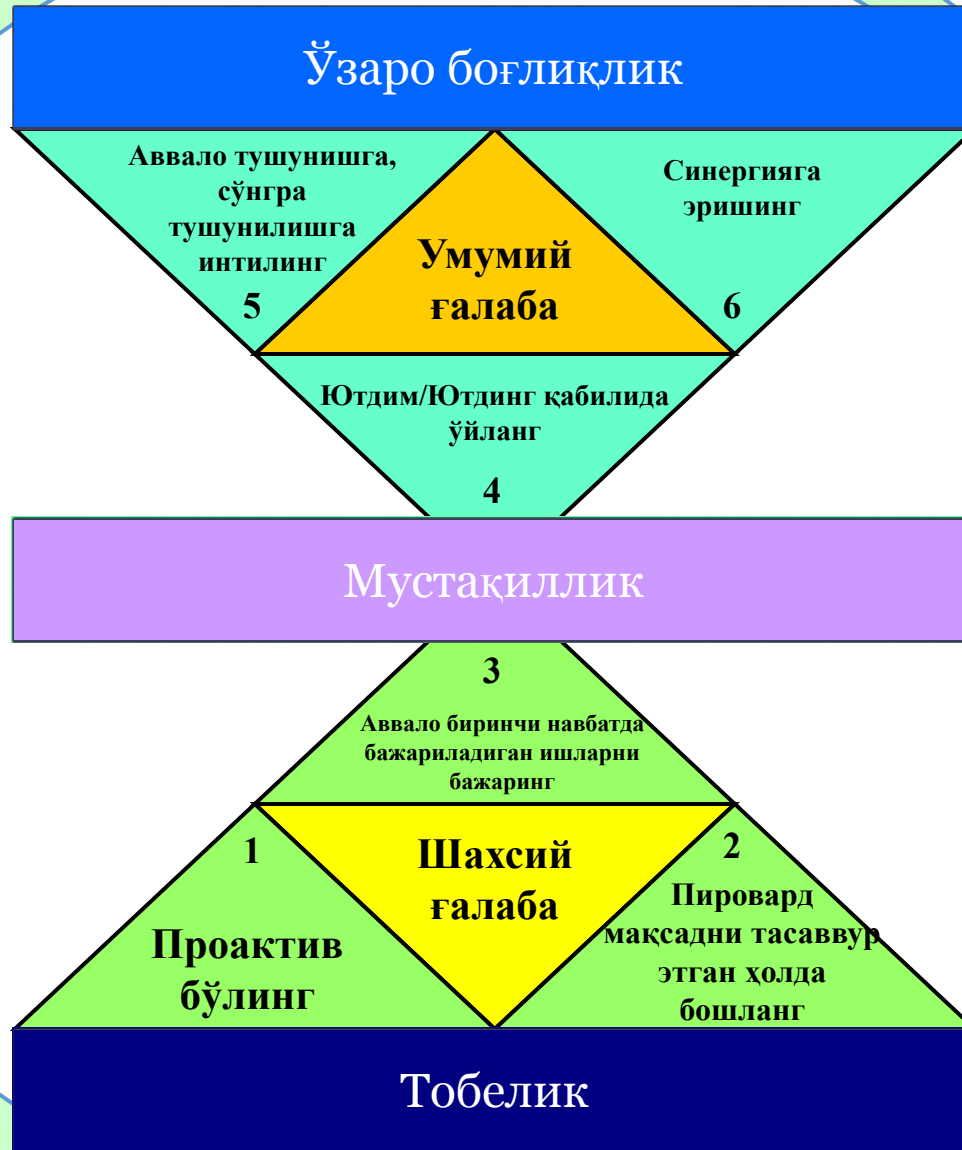 Ўзаро боғлиқлик
Аввало тушунишга,
сўнгра
тушунилишга
интилинг
5
Умумий
ғалаба
Синергияга
эришинг
6
Ютдим/Ютдинг қабилида
ўйланг
4
Мустақиллик
3
Аввало биринчи навбатда
бажариладиган ишларни
бажаринг
1
Проактив
бўлинг
Шахсий
ғалаба
2
Пировард
мақсадни тасаввур
этган ҳолда
бошланг
Тобелик